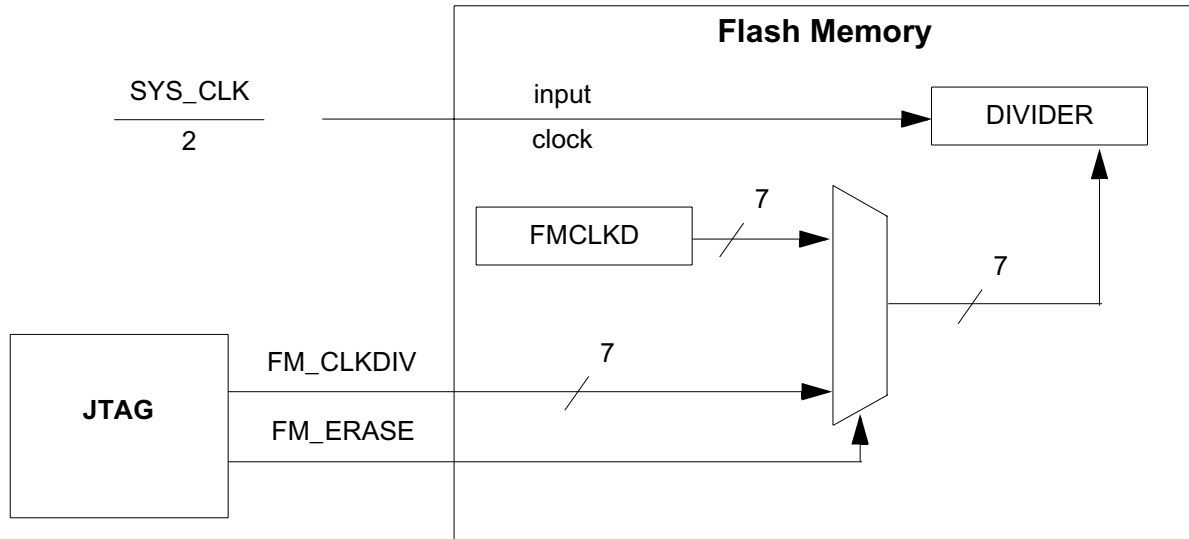 Flash Memory
SYS_CLK
2
input
clock
DIVIDER
7
FMCLKD
7
FM_CLKDIV
7
JTAG
FM_ERASE